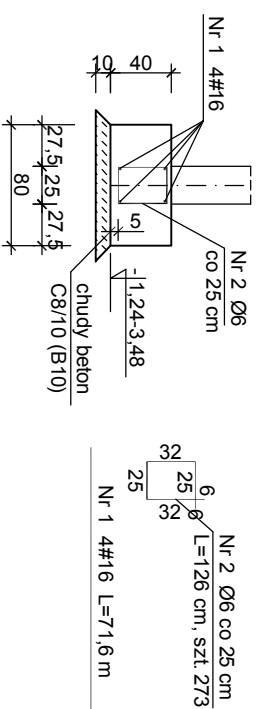 Nr 1 4#16
Nr 2 Ø6
co 25 cm
10
40
5
27,5
25
27,5
80
-1,24-3,48
chudy beton
C8/10 (B10)
32
25
25
32
6
6
Nr 2 Ø6 co 25 cm
L=126 cm, szt. 273
Nr 1 4#16 L=71,6 m